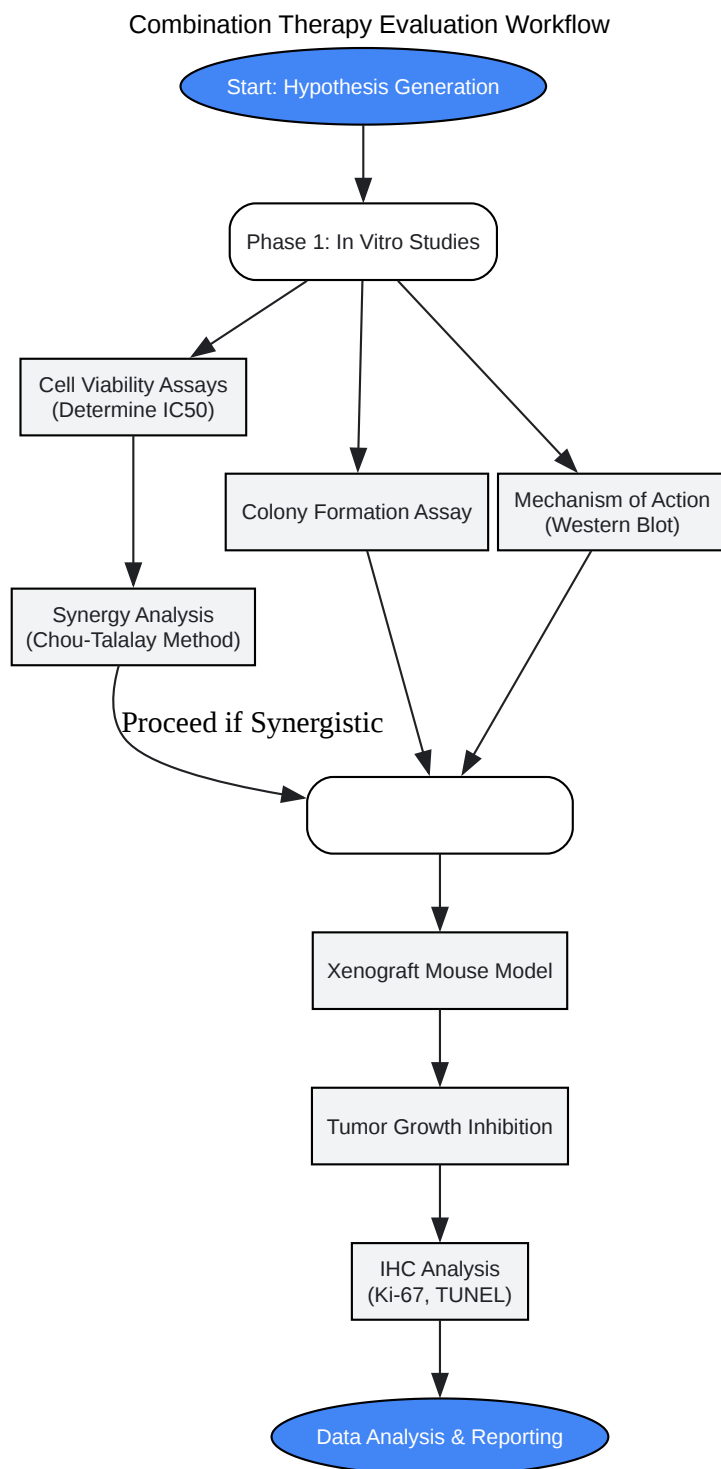 Combination Therapy Evaluation Workflow
Start: Hypothesis Generation
Phase 1: In Vitro Studies
Cell Viability Assays
(Determine IC50)
Colony Formation Assay
Mechanism of Action
(Western Blot)
Synergy Analysis
(Chou-Talalay Method)
Proceed if Synergistic
Xenograft Mouse Model
Tumor Growth Inhibition
IHC Analysis
(Ki-67, TUNEL)
Data Analysis & Reporting